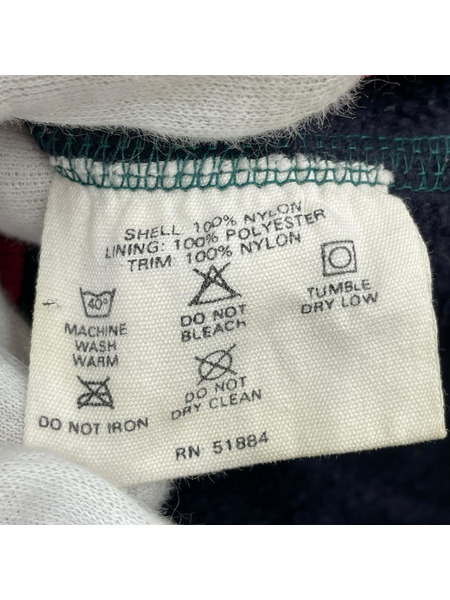 SHELL 100% NYLON
LINING: 100% POLYESTER
TRIM: 100% NYLON
40°
MACHINE
WASH
WARM
DO NOT
BLEACH
TUMBLE
DRY LOW
DO NOT IRON
DO NOT
DRY CLEAN
RN 51884